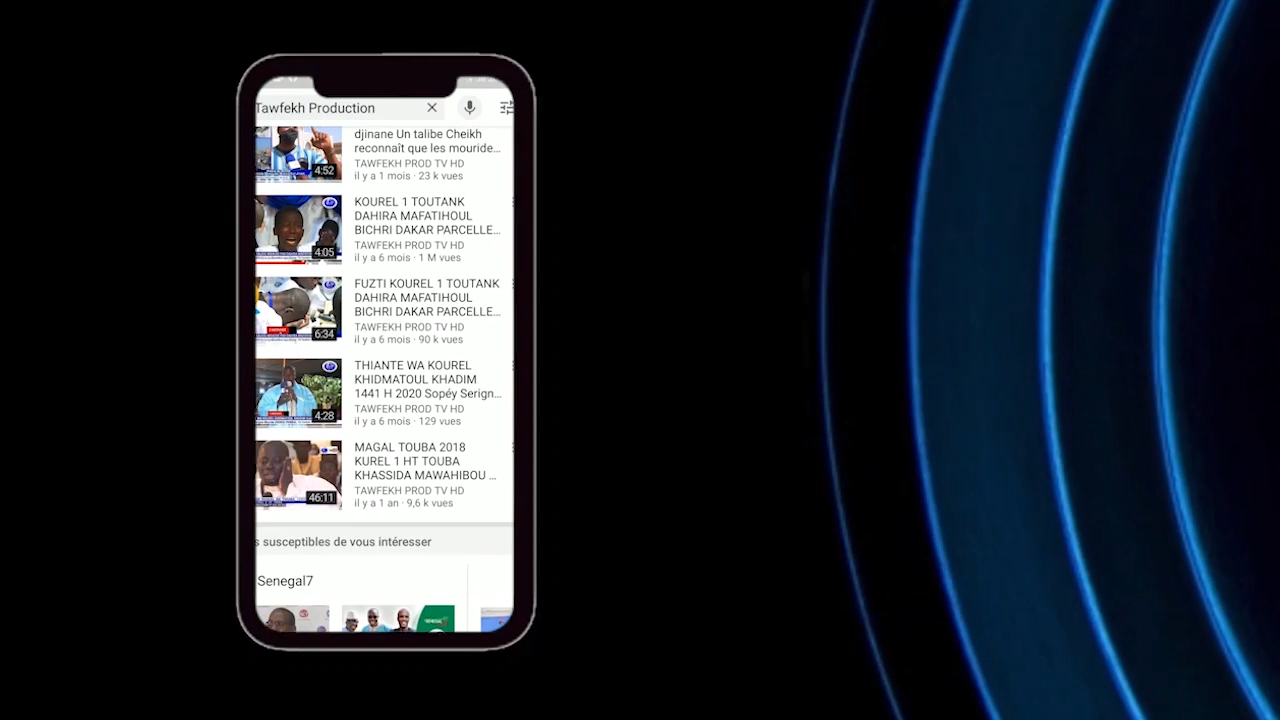 Tawfekh Production
djinane Un talibe Cheikh
reconnaît que les mouride...
TAWFEKH PROD TV HD
il y a 1 mois · 23 k vues
4:52
KOUREL 1 TOUTANK
DAHIRA MAFATIHOUL
BICHRI DAKAR PARCELLE...
TAWFEKH PROD TV HD
il y a 6 mois · 1 M vues
4:05
FUZTI KOUREL 1 TOUTANK
DAHIRA MAFATIHOUL
BICHRI DAKAR PARCELLE...
TAWFEKH PROD TV HD
il y a 6 mois · 90 k vues
6:34
THIANTE WA KOUREL
KHIDMATOUL KHADIM
1441 H 2020 Sopéy Serign...
TAWFEKH PROD TV HD
il y a 6 mois · 139 vues
4:28
MAGAL TOUBA 2018
KUREL 1 HT TOUBA
KHASSIDA MAWAHIBOU ...
TAWFEKH PROD TV HD
il y a 1 an · 9,6 k vues
46:11
s susceptibles de vous intéresser
Senegal7